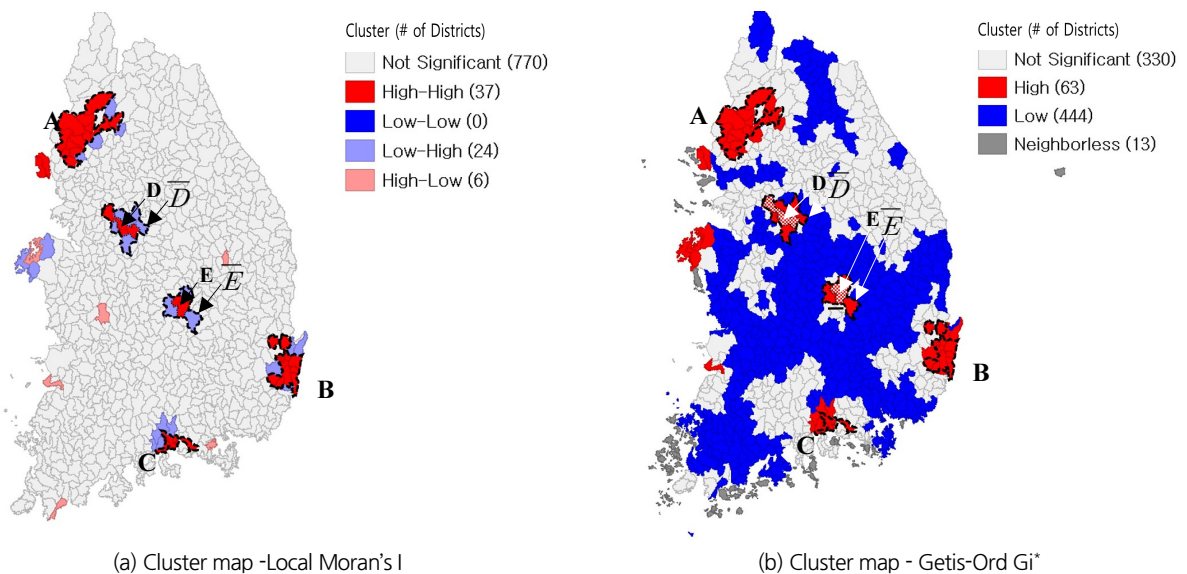 Cluster (# of Districts)
Not Significant (770)
High-High (37)
Low-Low (0)
Low-High (24)
High-Low (6)
A
D D̅
E E̅
B
C
(a) Cluster map -Local Moran's I
Cluster (# of Districts)
Not Significant (330)
High (63)
Low (444)
Neighborless (13)
A
D D̅
E E̅
B
C
(b) Cluster map - Getis-Ord Gi*